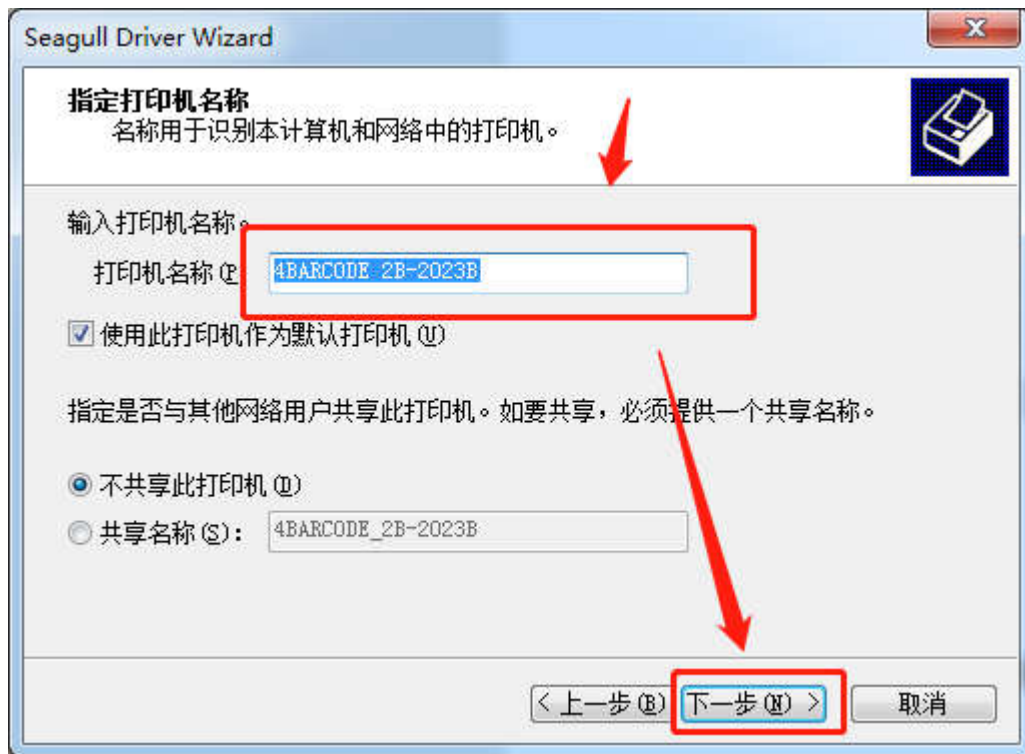 Seagull Driver Wizard
指定打印机名称
名称用于识别本计算机和网络中的打印机。
输入打印机名称。
打印机名称(P
4BARCODE 2B-2023B
使用此打印机作为默认打印机(U)
指定是否与其他网络用户共享此打印机。如要共享，必须提供一个共享名称。
不共享此打印机(D)
共享名称(S): 4BARCODE_2B-2023B
< 上一步(B) 下一步(N) > 取消